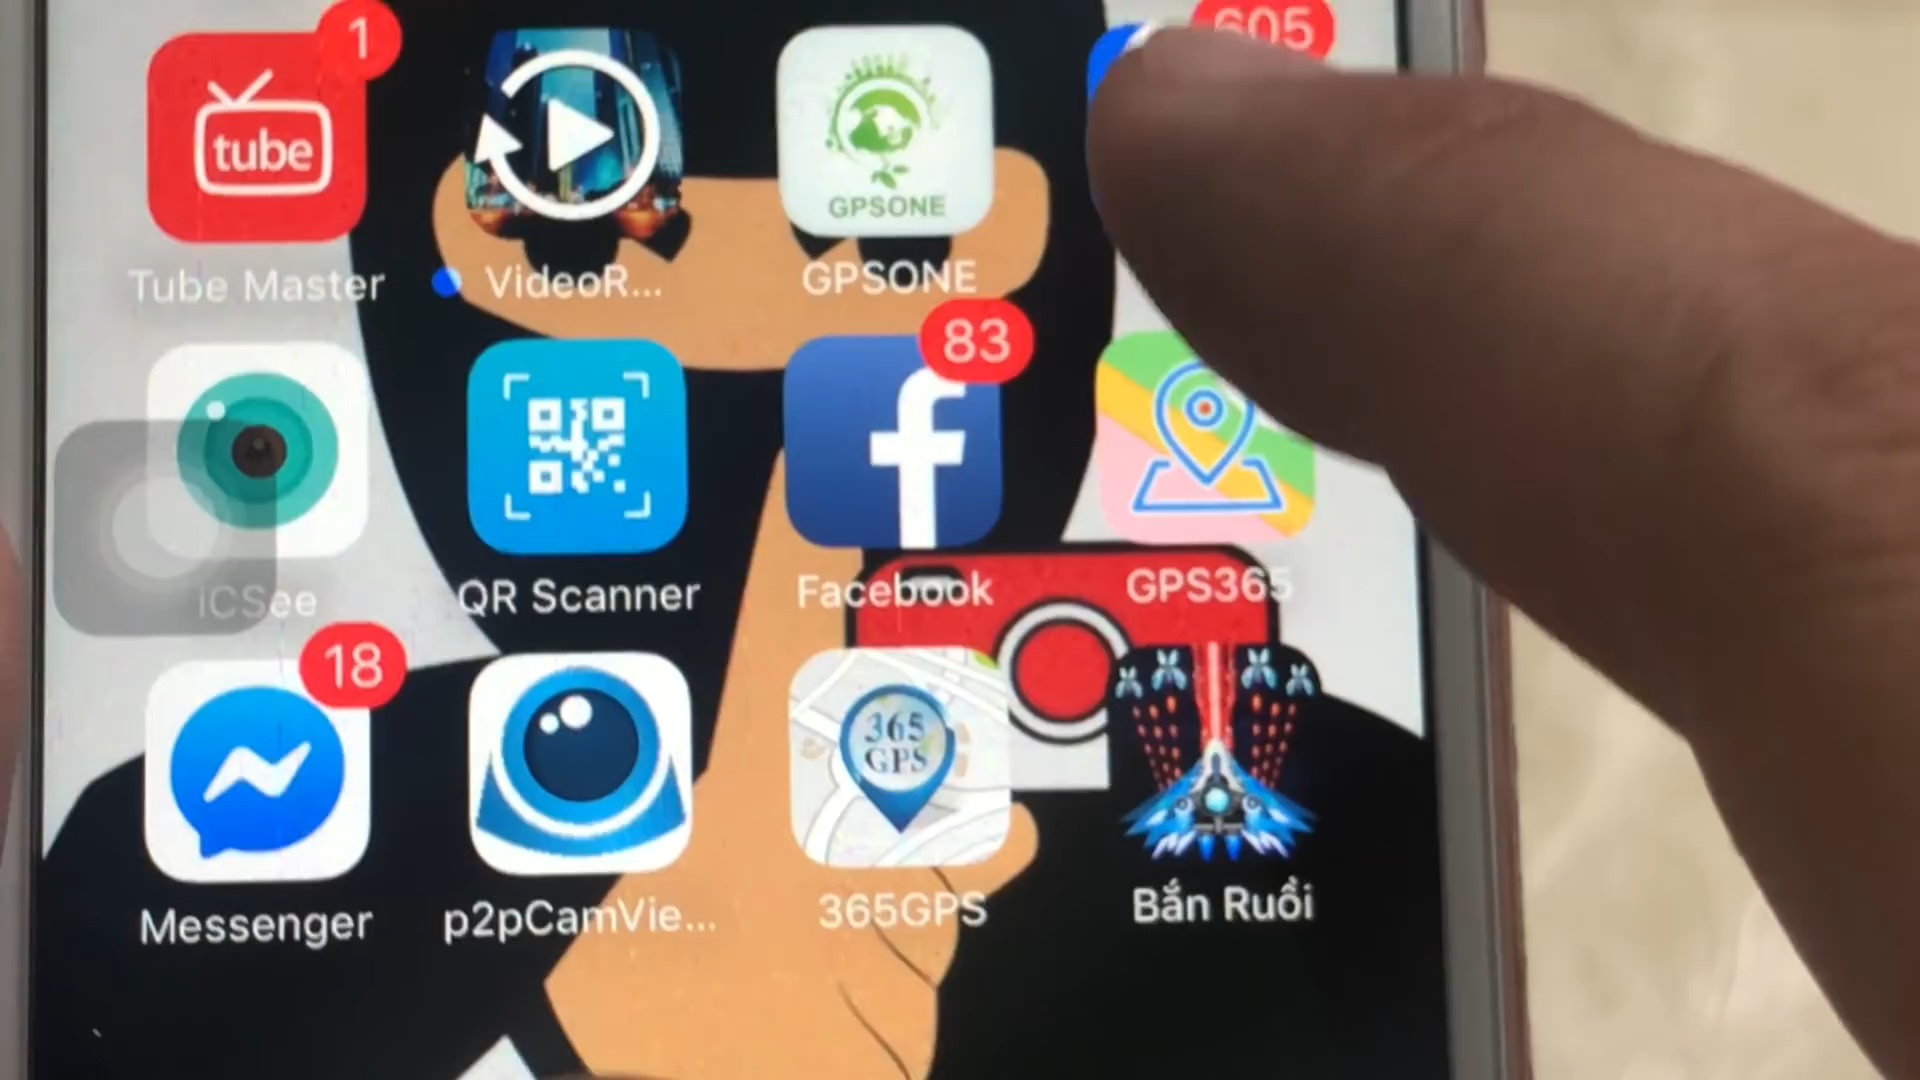 1
605
tube
GPSONE
Tube Master
VideoR...
GPSONE
83
iCSee
QR Scanner
Facebook
GPS365
18
365
GPS
Messenger
p2pCamVie...
365GPS
Bắn Ruồi